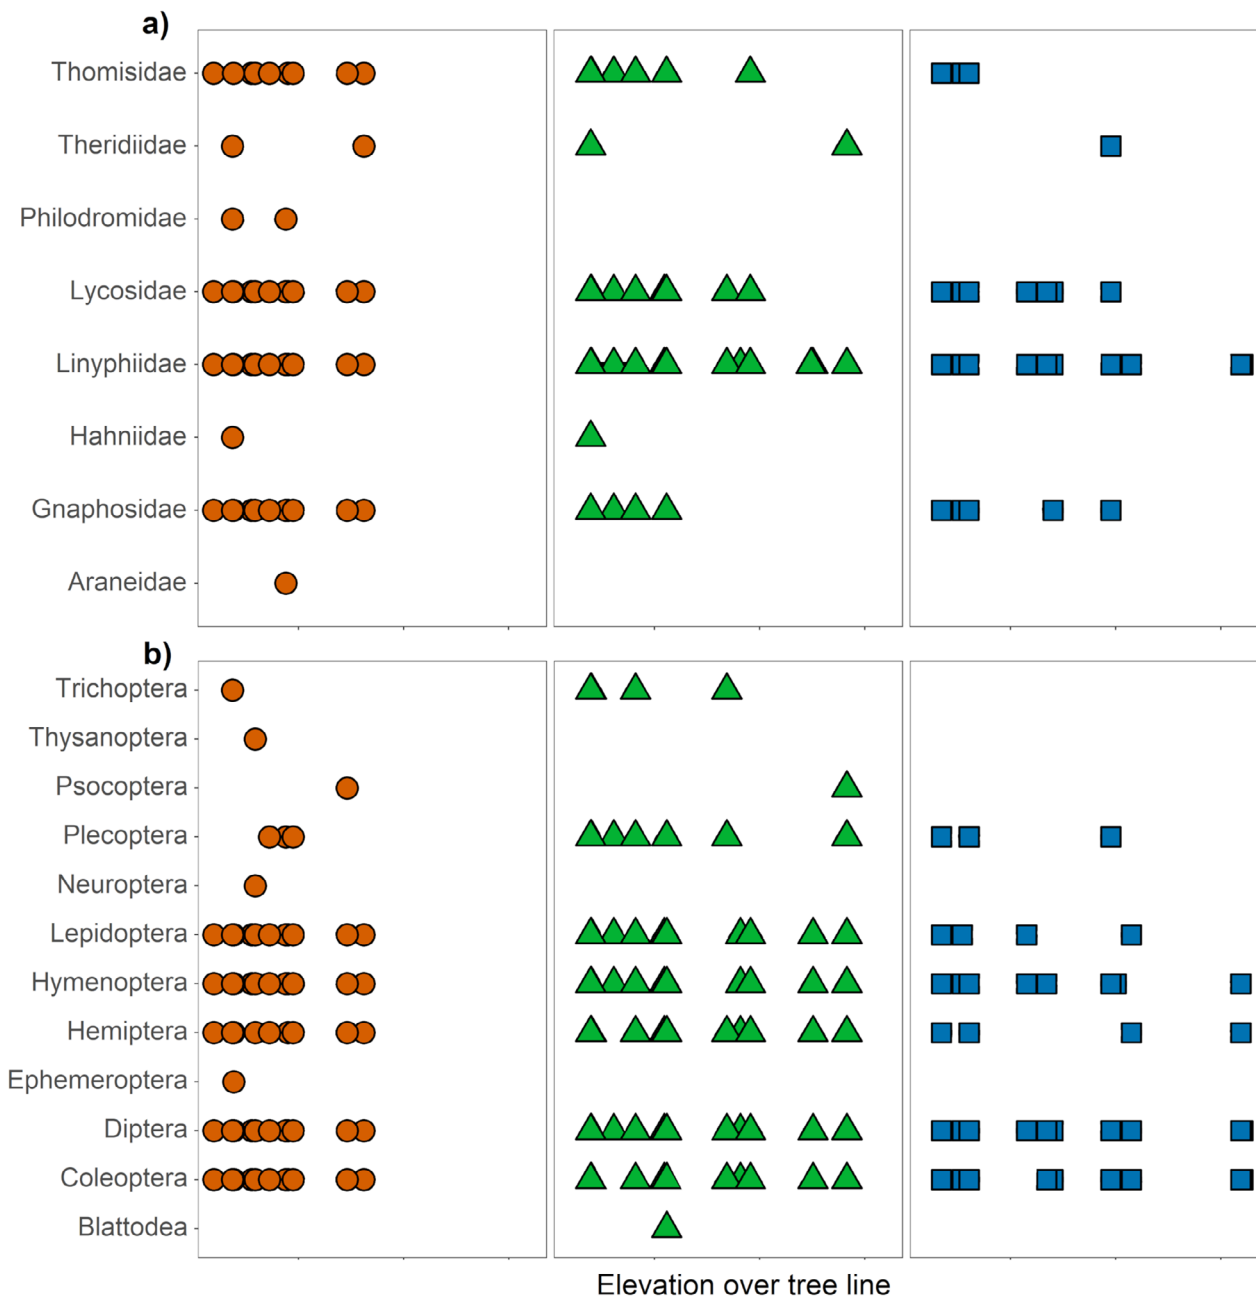 a)
Thomisidae
Theridiidae
Philodromidae
Lycosidae
Linyphiidae
Hahniidae
Gnaphosidae
Araneidae
b)
Trichoptera
Thysanoptera
Psocoptera
Plecoptera
Neuroptera
Lepidoptera
Hymenoptera
Hemiptera
Ephemeroptera
Diptera
Coleoptera
Blattodea
Elevation over tree line